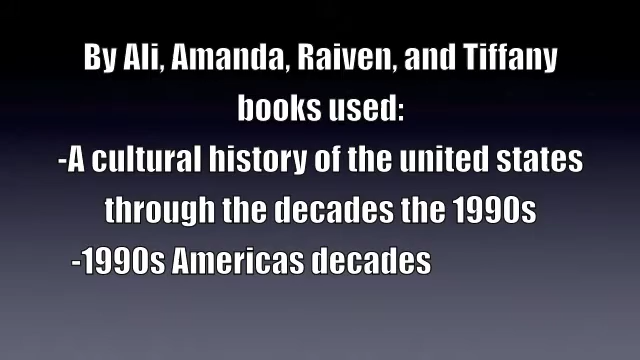 By Ali, Amanda, Raiven, and Tiffany
books used:
-A cultural history of the united states
through the decades the 1990s
-1990s Americas decades